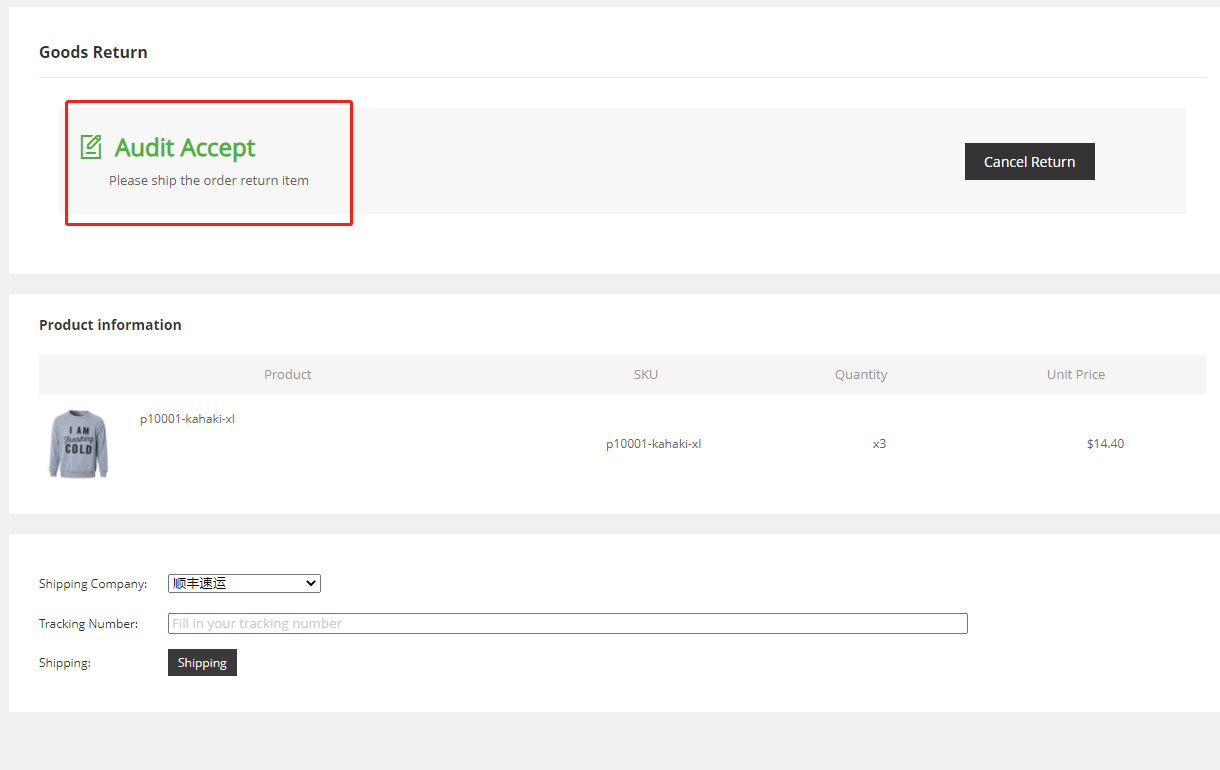 Goods Return
Audit Accept
Please ship the order return item
Cancel Return
Product information
Product SKU Quantity Unit Price
I AM
Freaking
COLD
p10001-kahaki-xl
p10001-kahaki-xl x3 $14.40
Shipping Company: 顺丰速运
Tracking Number: Fill in your tracking number
Shipping: Shipping